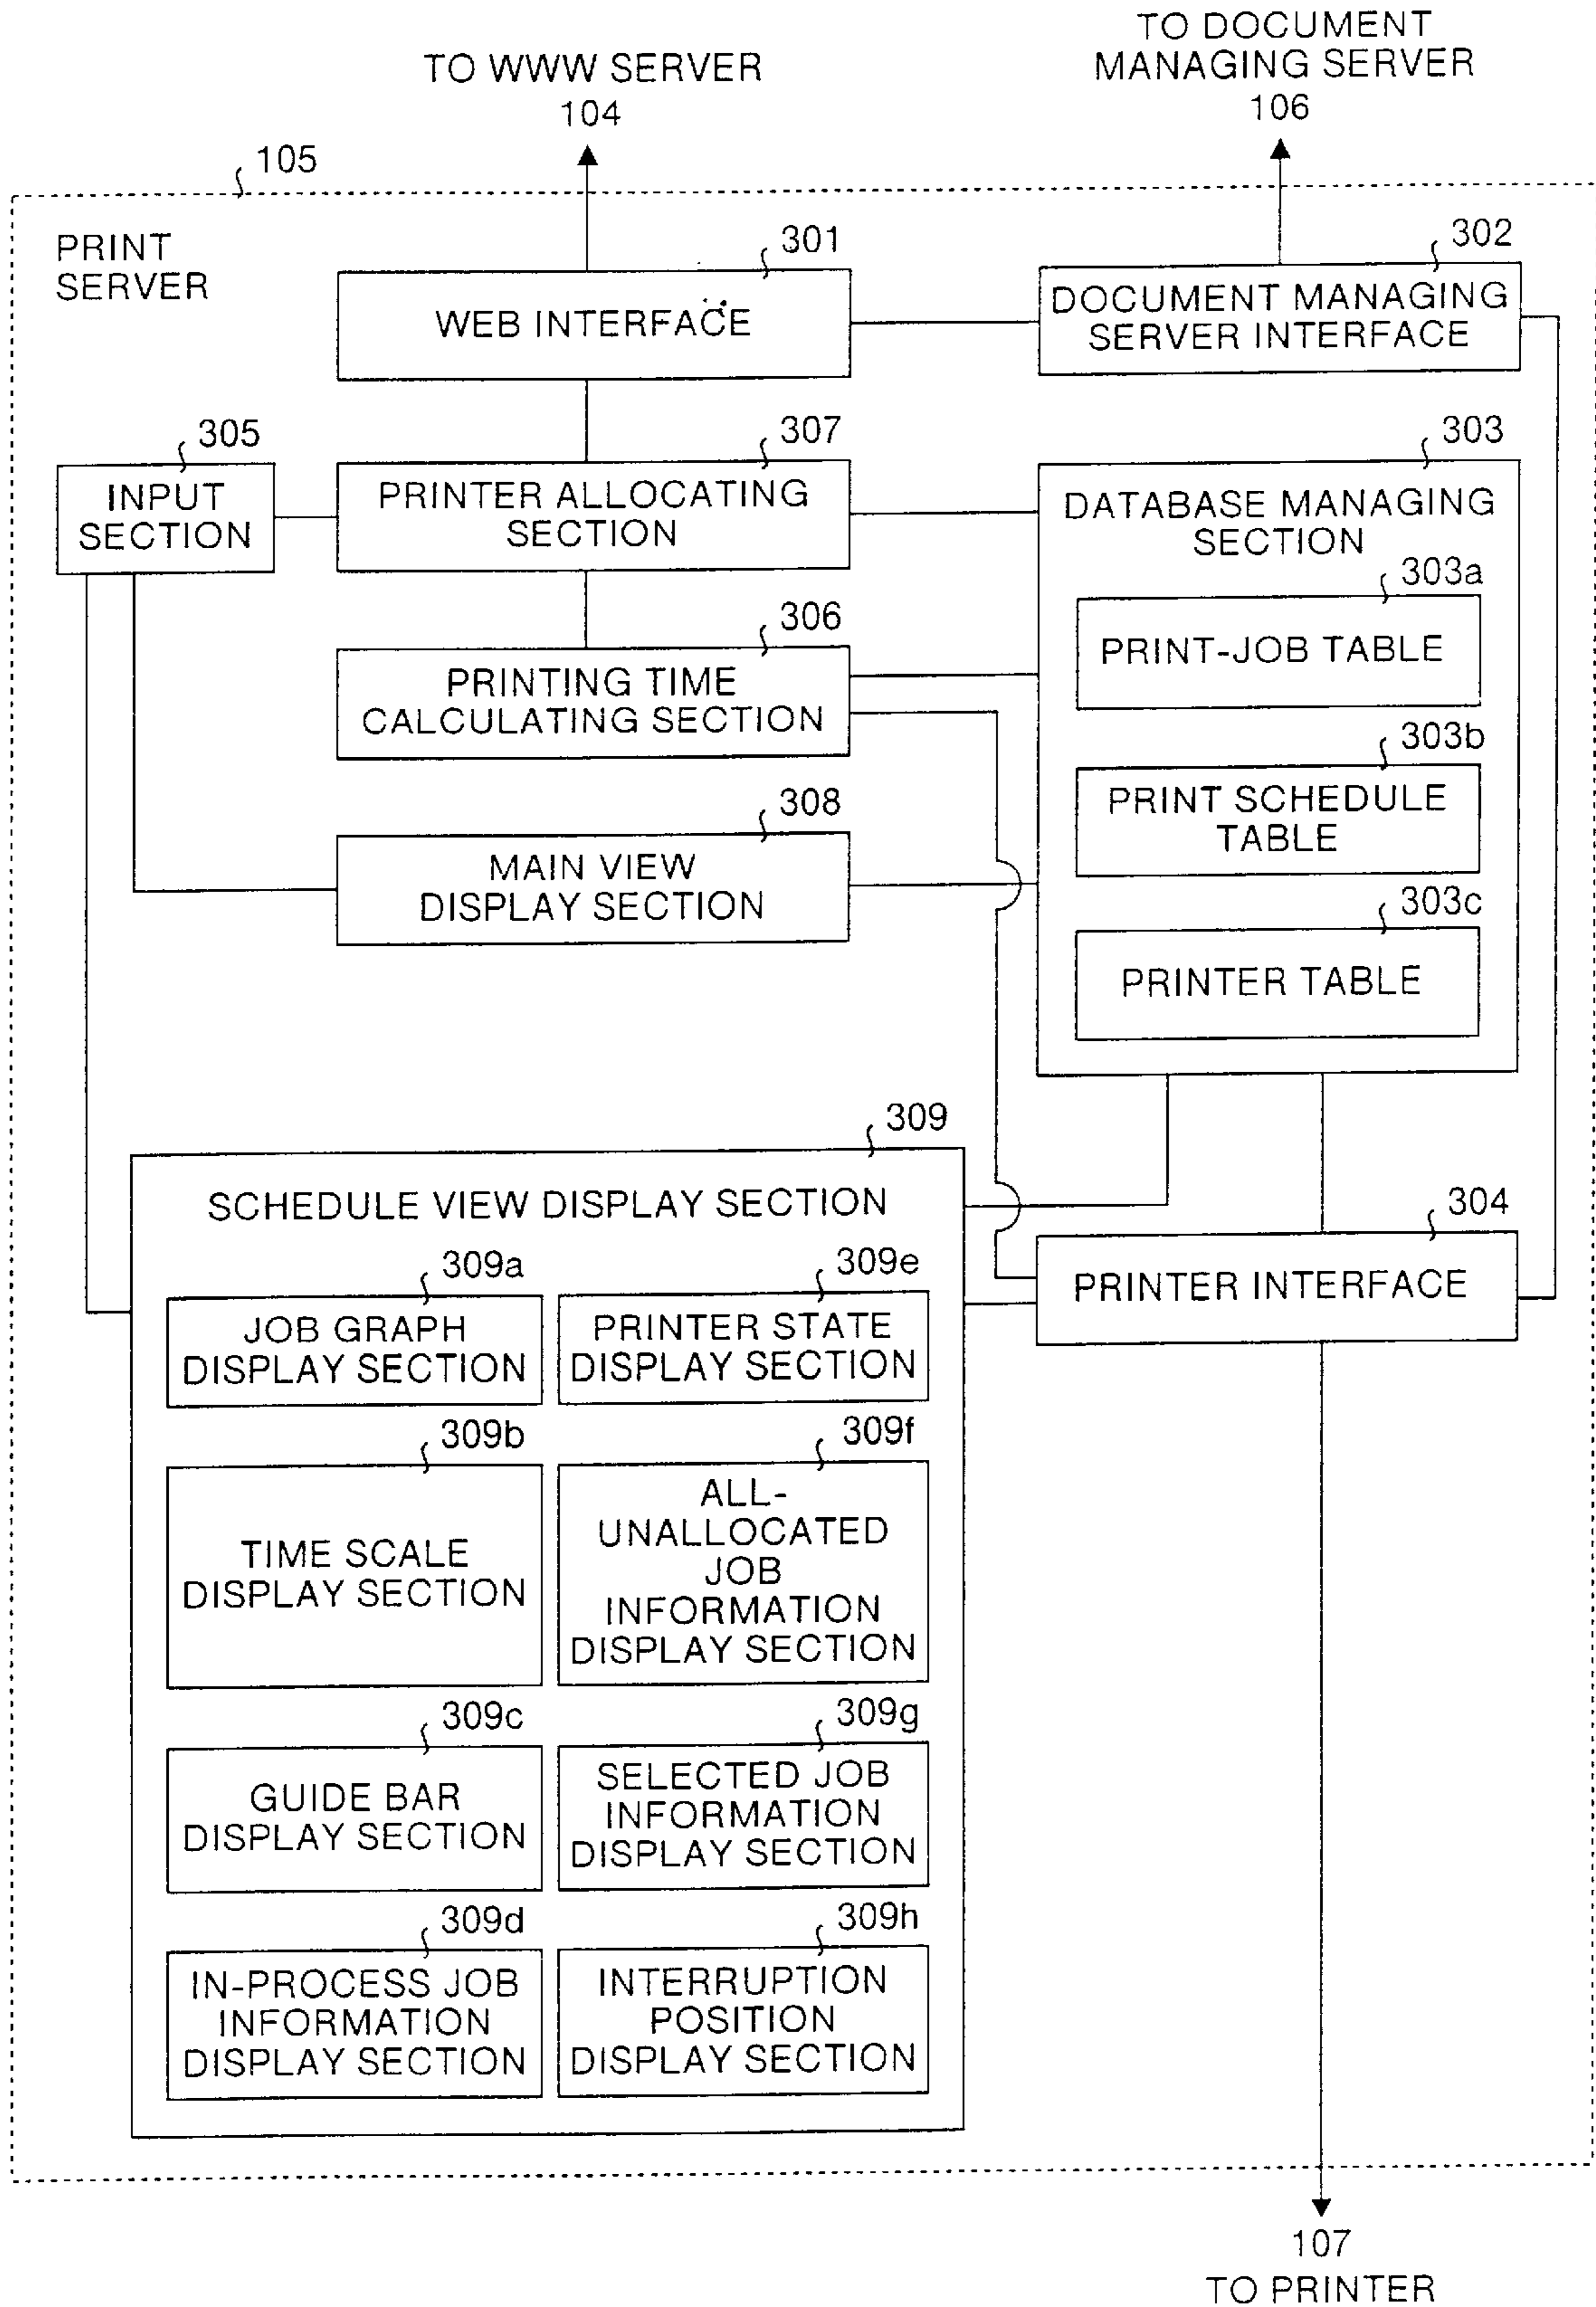 TO DOCUMENT
MANAGING SERVER
106
TO WWW SERVER
104
105
PRINT
SERVER
301
WEB INTERFACE
302
DOCUMENT MANAGING
SERVER INTERFACE
305
INPUT
SECTION
307
PRINTER ALLOCATING
SECTION
303
DATABASE MANAGING
SECTION
303a
PRINT-JOB TABLE
306
PRINTING TIME
CALCULATING SECTION
303b
PRINT SCHEDULE
TABLE
308
MAIN VIEW
DISPLAY SECTION
303c
PRINTER TABLE
309
SCHEDULE VIEW DISPLAY SECTION
304
PRINTER INTERFACE
309a
JOB GRAPH
DISPLAY SECTION
309e
PRINTER STATE
DISPLAY SECTION
309b
TIME SCALE
DISPLAY SECTION
309f
ALL-
UNALLOCATED
JOB
INFORMATION
DISPLAY SECTION
309c
GUIDE BAR
DISPLAY SECTION
309g
SELECTED JOB
INFORMATION
DISPLAY SECTION
309d
IN-PROCESS JOB
INFORMATION
DISPLAY SECTION
309h
INTERRUPTION
POSITION
DISPLAY SECTION
107
TO PRINTER